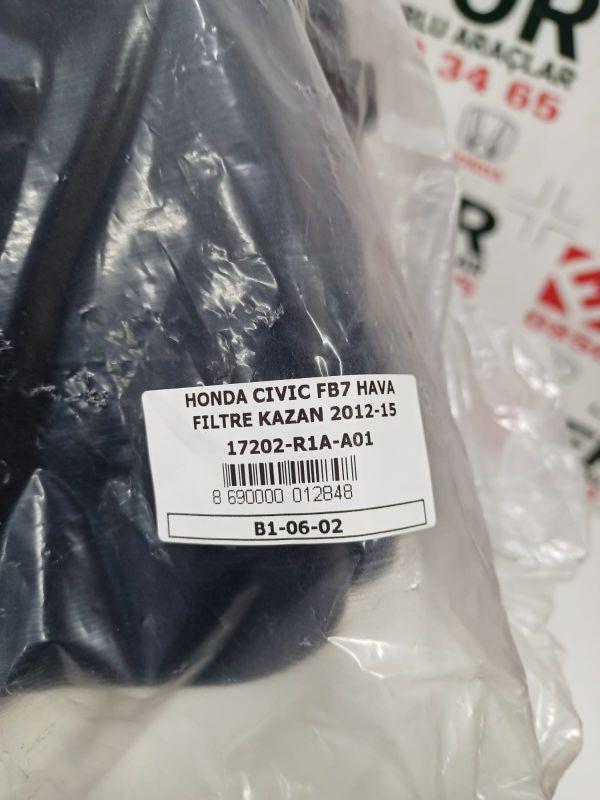 ARAÇLAR
34 65
HONDA CIVIC FB7 HAVA
FILTRE KAZAN 2012-15
17202-R1A-A01
8 690000 012848
B1-06-02